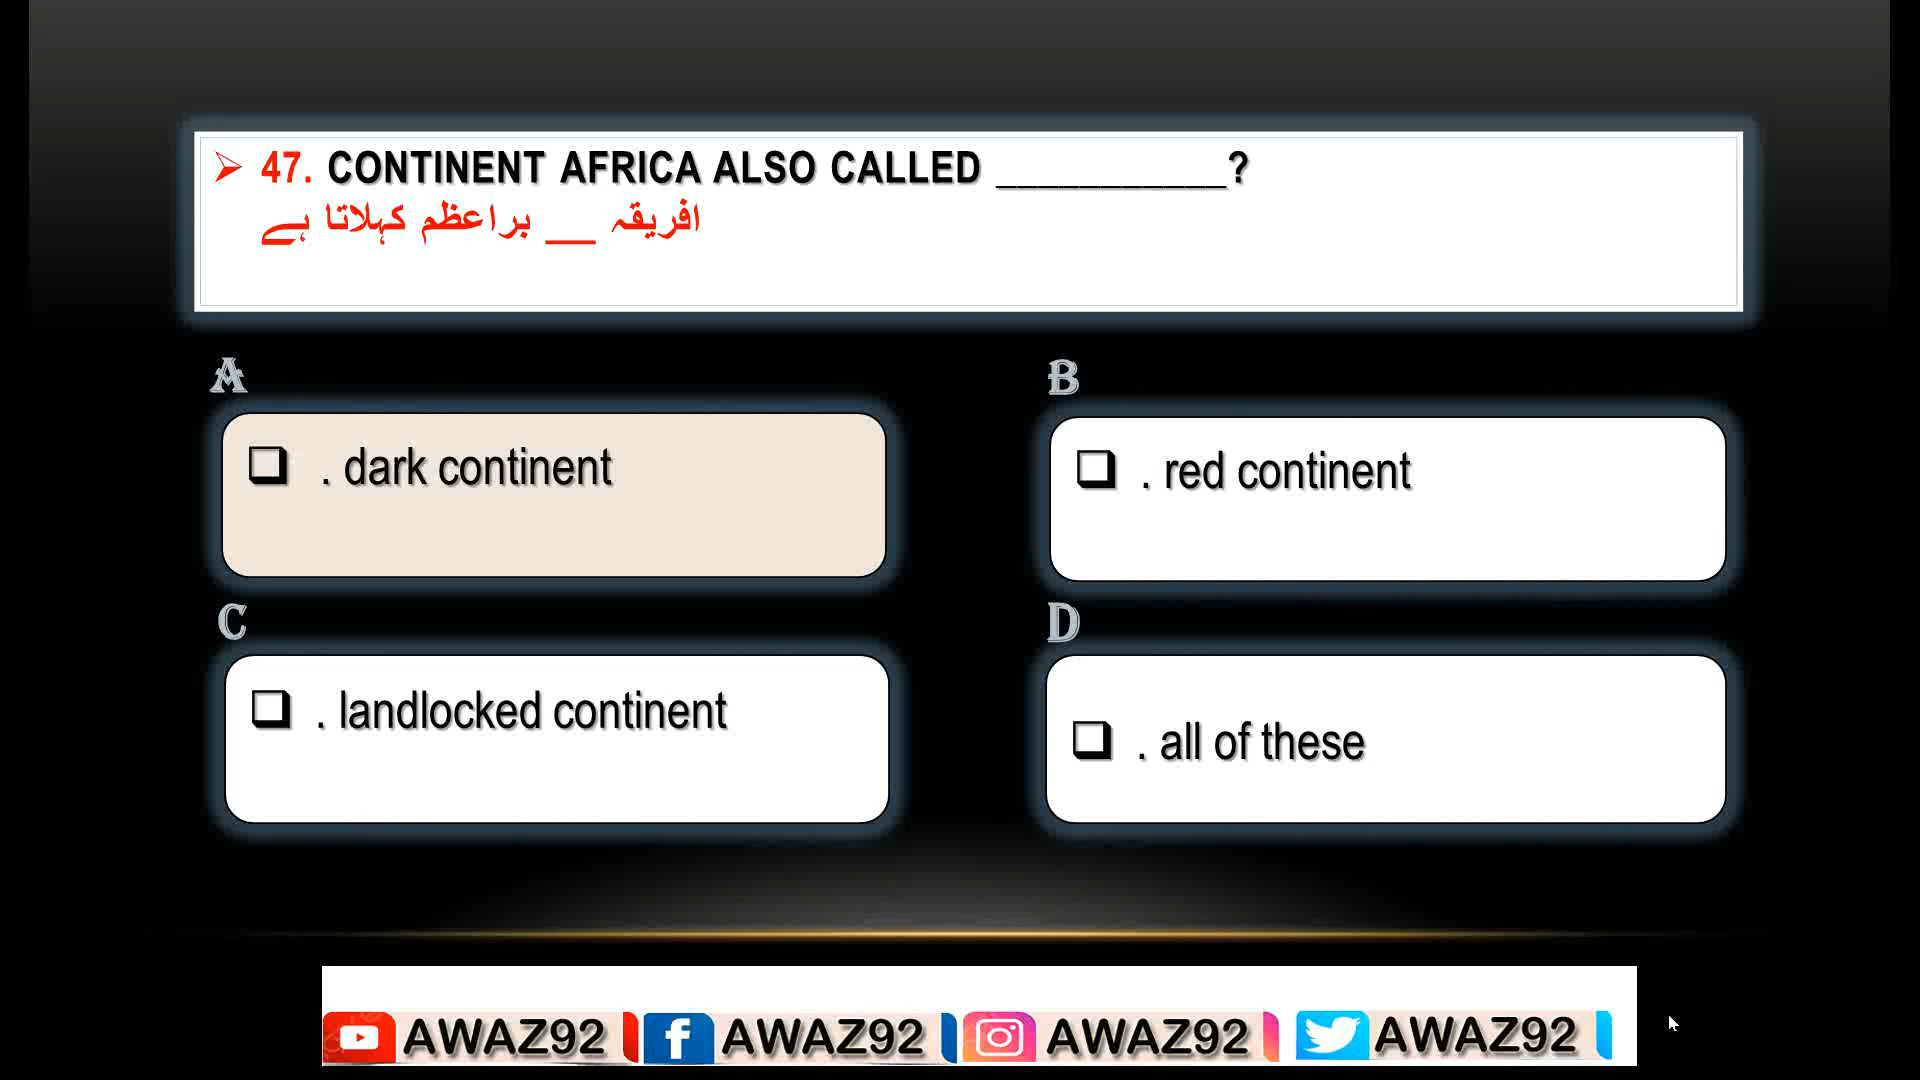 47. CONTINENT AFRICA ALSO CALLED ___________?
افریقہ __ براعظم کہلاتا ہے
A
. dark continent
B
. red continent
C
. landlocked continent
D
. all of these
AWAZ92 AWAZ92 AWAZ92 AWAZ92